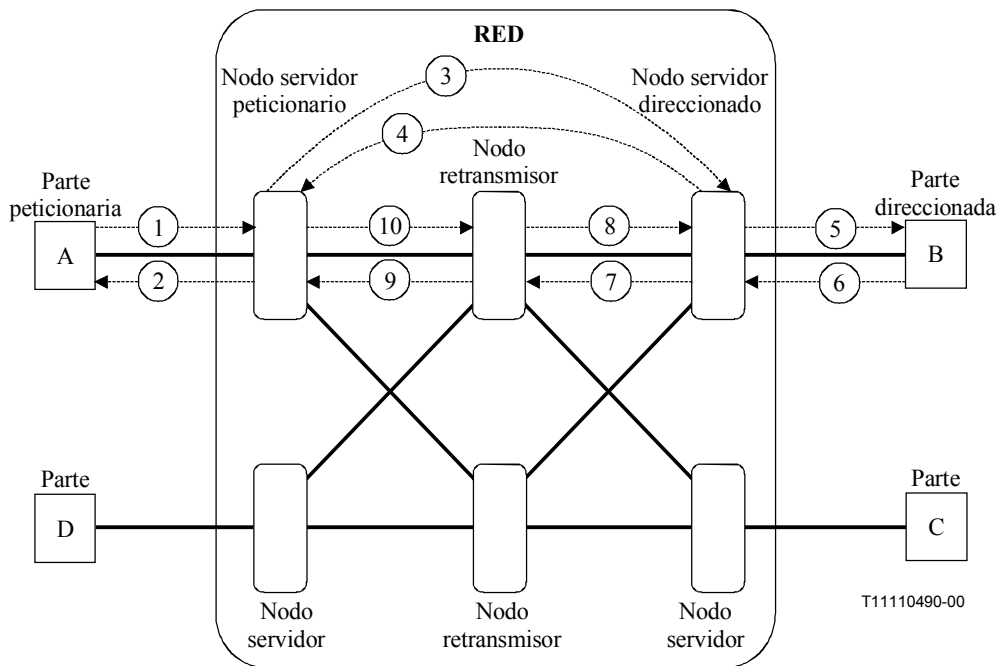 RED
Nodo servidor
peticionario
3
Nodo servidor
direccionado
4
Nodo
retransmisor
Parte
peticionaria
Parte
direccionada
1
10
8
5
A
B
2
9
7
6
Parte
D
Parte
C
Nodo
servidor
Nodo
retransmisor
Nodo
servidor
T11110490-00